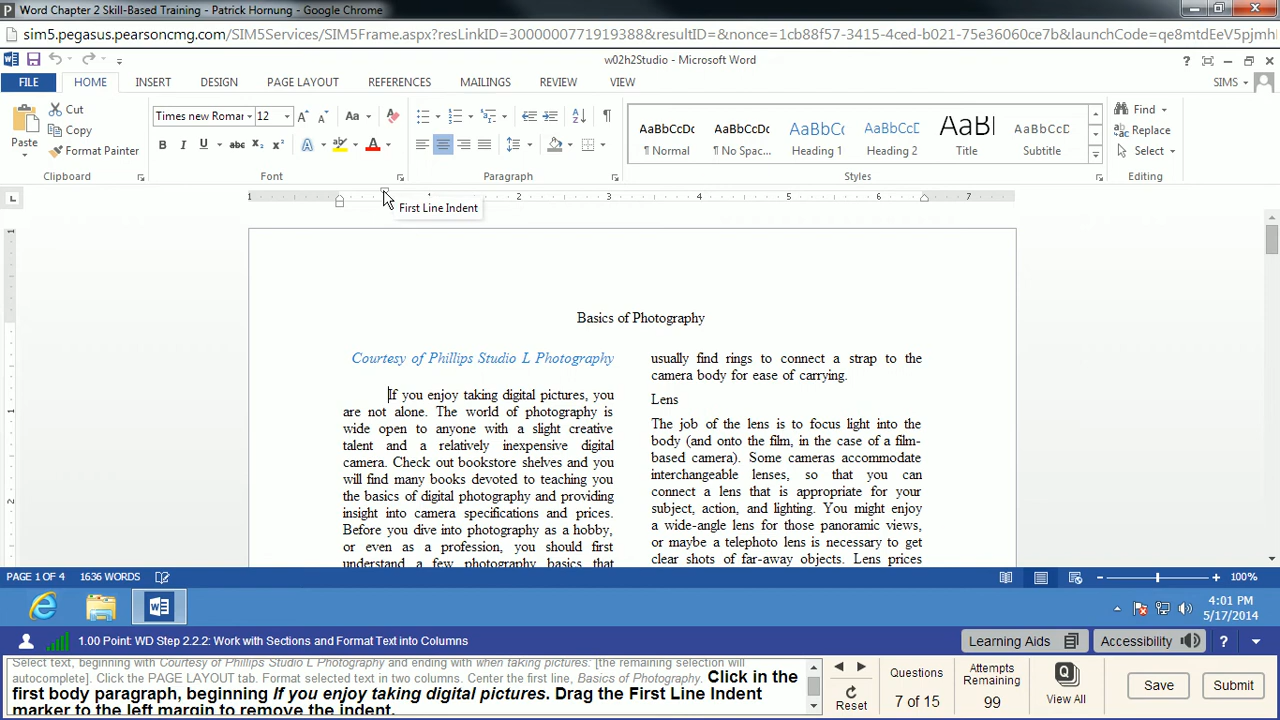 Word Chapter 2 Skill-Based Training - Patrick Hornung - Google Chrome
sim5.pegasus.pearsoncmg.com/SIM5Services/SIM5Frame.aspx?resLinkID=3000000771919388&resultID=&nonce=1cb88f57-3415-4ced-b021-75e36060ce7b&launchCode=qe8mtdEeV5pjmh
w02h2Studio - Microsoft Word
FILE HOME INSERT DESIGN PAGE LAYOUT REFERENCES MAILINGS REVIEW VIEW SIMS
Paste
Cut
Copy
Format Painter
Clipboard
Times new Romar 12
Font
Paragraph
AaBbCcDc AaBbCcDc AaBbCc AaBbCcD AaBl AaBbCcD
¶ Normal ¶ No Spac... Heading 1 Heading 2 Title Subtitle
Styles
Find
Replace
Select
Editing
1 1 2 3 4 5 6 7
First Line Indent
Basics of Photography
Courtesy of Phillips Studio L Photography
If you enjoy taking digital pictures, you
are not alone. The world of photography is
wide open to anyone with a slight creative
talent and a relatively inexpensive digital
camera. Check out bookstore shelves and you
will find many books devoted to teaching you
the basics of digital photography and providing
insight into camera specifications and prices.
Before you dive into photography as a hobby,
or even as a profession, you should first
understand a few photography basics that
usually find rings to connect a strap to the
camera body for ease of carrying.
Lens
The job of the lens is to focus light into the
body (and onto the film, in the case of a film-
based camera). Some cameras accommodate
interchangeable lenses, so that you can
connect a lens that is appropriate for your
subject, action, and lighting. You might enjoy
a wide-angle lens for those panoramic views,
or maybe a telephoto lens is necessary to get
clear shots of far-away objects. Lens prices
PAGE 1 OF 4 1636 WORDS 100%
4:01 PM
5/17/2014
1.00 Point: WD Step 2.2.2: Work with Sections and Format Text into Columns
Learning Aids Accessibility ?
Select text, beginning with Courtesy of Phillips Studio L Photography and ending with when taking pictures: [the remaining selection will
autocomplete]. Click the PAGE LAYOUT tab. Format selected text in two columns. Center the first line, Basics of Photography. Click in the
first body paragraph, beginning If you enjoy taking digital pictures. Drag the First Line Indent
marker to the left margin to remove the indent.
Reset
Questions
7 of 15
Attempts
Remaining
99
View All
Save
Submit